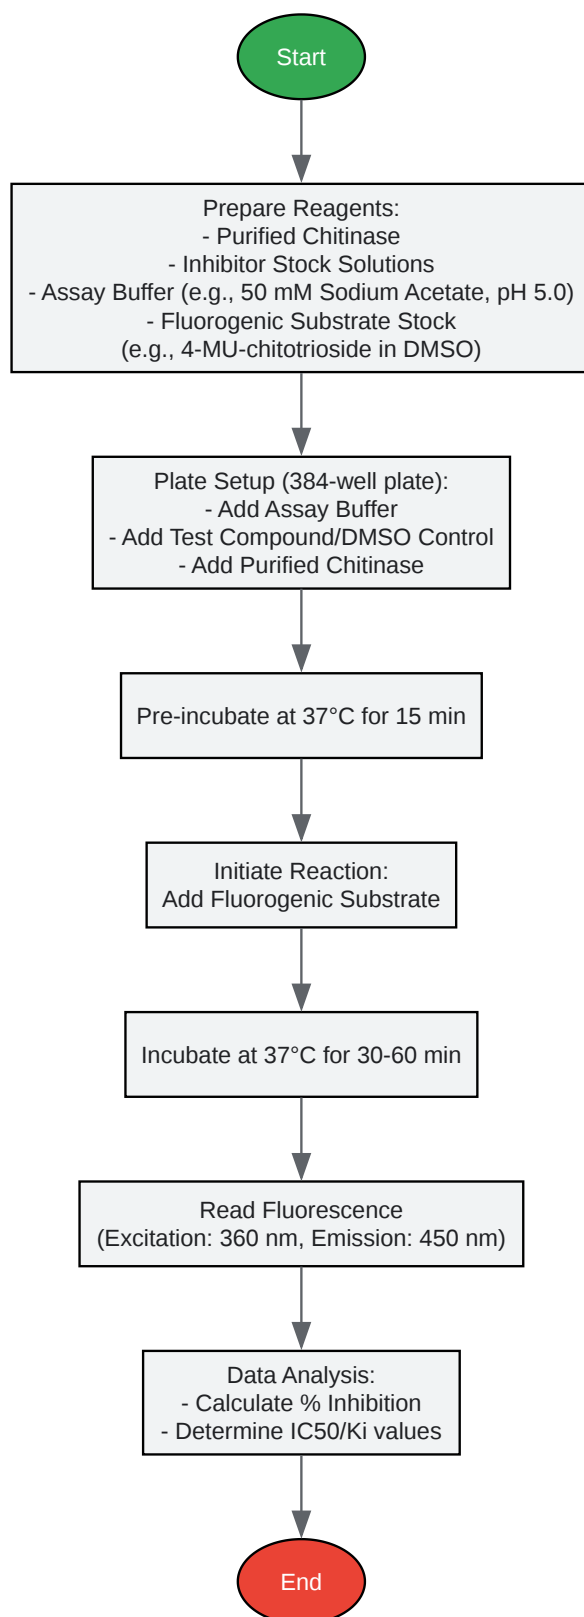 Start
Prepare Reagents:
- Purified Chitinase
- Inhibitor Stock Solutions
- Assay Buffer (e.g., 50 mM Sodium Acetate, pH 5.0)
- Fluorogenic Substrate Stock
(e.g., 4-MU-chitotrioside in DMSO)
Plate Setup (384-well plate):
- Add Assay Buffer
- Add Test Compound/DMSO Control
- Add Purified Chitinase
Pre-incubate at 37°C for 15 min
Initiate Reaction:
Add Fluorogenic Substrate
Incubate at 37°C for 30-60 min
Read Fluorescence
(Excitation: 360 nm, Emission: 450 nm)
Data Analysis:
- Calculate % Inhibition
- Determine IC50/Ki values
End